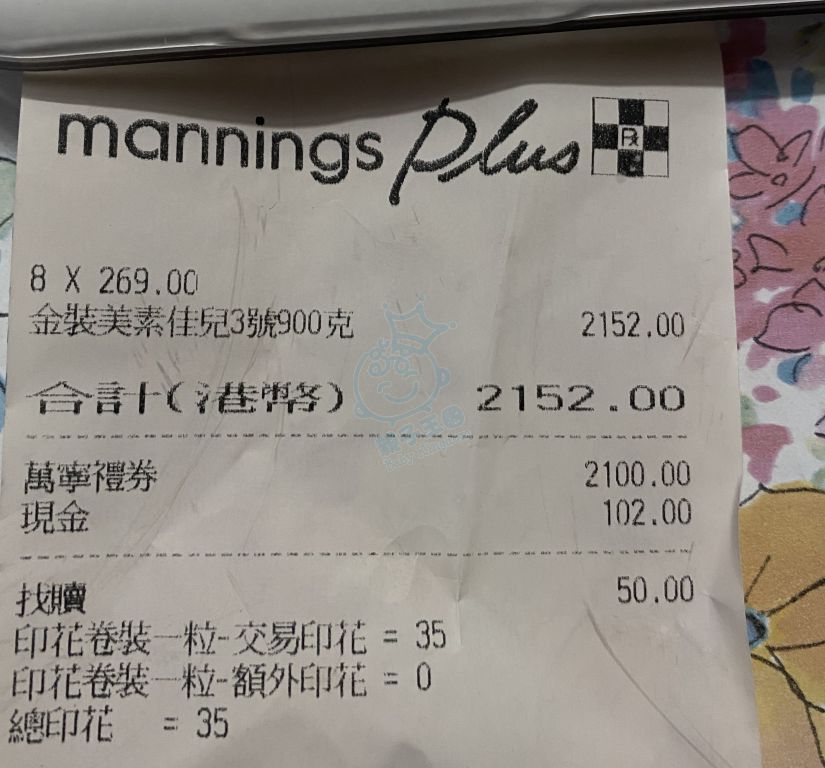 mannings Plus Rx
8 X 269.00
金裝美素佳兒3號900克 2152.00
合計(港幣) 2152.00
萬寧禮券 2100.00
現金 102.00
找贖 50.00
印花卷裝一粒-交易印花 = 35
印花卷裝一粒-額外印花 = 0
總印花 = 35